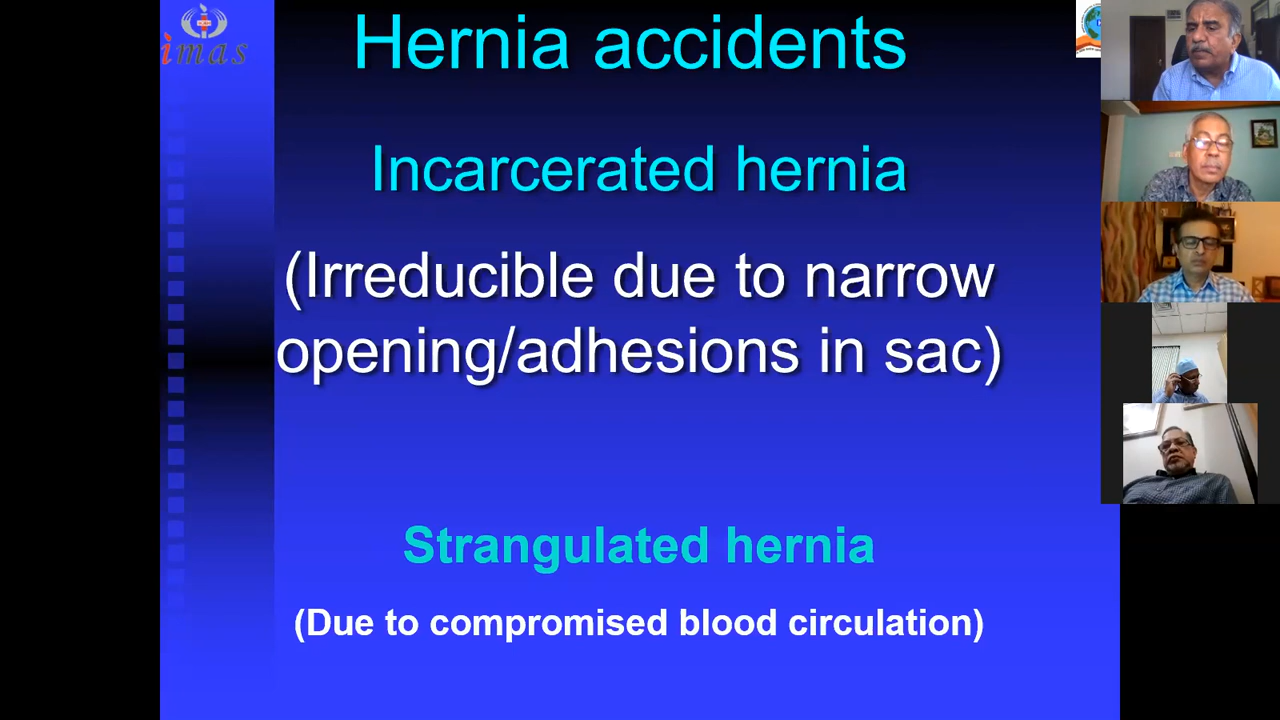 imas
Hernia accidents
Incarcerated hernia
(Irreducible due to narrow
opening/adhesions in sac)
Strangulated hernia
(Due to compromised blood circulation)